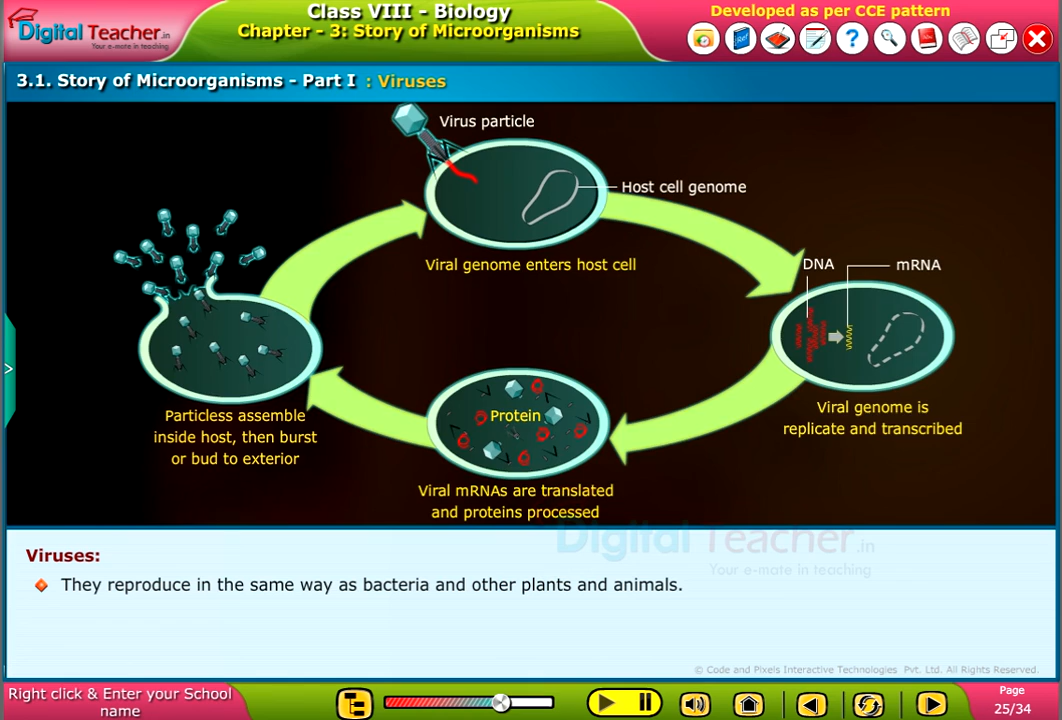 Digital Teacher.in
Your e-mate in teaching
Class VIII - Biology
Chapter - 3: Story of Microorganisms
Developed as per CCE pattern
Ref
?
3.1. Story of Microorganisms - Part I : Viruses
Virus particle
Host cell genome
Viral genome enters host cell
DNA
mRNA
Viral genome is
replicate and transcribed
Protein
Viral mRNAs are translated
and proteins processed
Particless assemble
inside host, then burst
or bud to exterior
>
Digital Teacher.in
Your e-mate in teaching
Viruses:
They reproduce in the same way as bacteria and other plants and animals.
© Code and Pixels Interactive Technologies Pvt. Ltd. All Rights Reserved.
Right click & Enter your School
name
Page
25/34